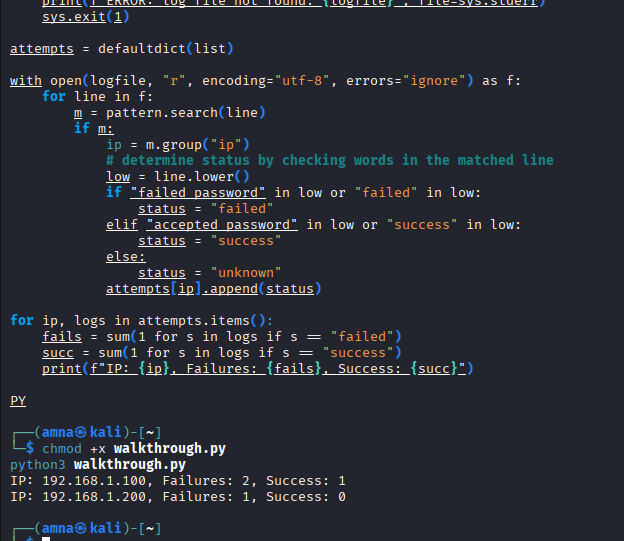 print(f"ERROR: log file not found: {logfile}", file=sys.stderr)
    sys.exit(1)

attempts = defaultdict(list)

with open(logfile, "r", encoding="utf-8", errors="ignore") as f:
    for line in f:
        m = pattern.search(line)
        if m:
            ip = m.group("ip")
            # determine status by checking words in the matched line
            low = line.lower()
            if "failed password" in low or "failed" in low:
                status = "failed"
            elif "accepted password" in low or "success" in low:
                status = "success"
            else:
                status = "unknown"
            attempts[ip].append(status)

for ip, logs in attempts.items():
    fails = sum(1 for s in logs if s == "failed")
    succ = sum(1 for s in logs if s == "success")
    print(f"IP: {ip}, Failures: {fails}, Success: {succ}")

PY

┌──(amna㉿kali)-[~]
└─$ chmod +x walkthrough.py
python3 walkthrough.py
IP: 192.168.1.100, Failures: 2, Success: 1
IP: 192.168.1.200, Failures: 1, Success: 0

┌──(amna㉿kali)-[~]
└─$